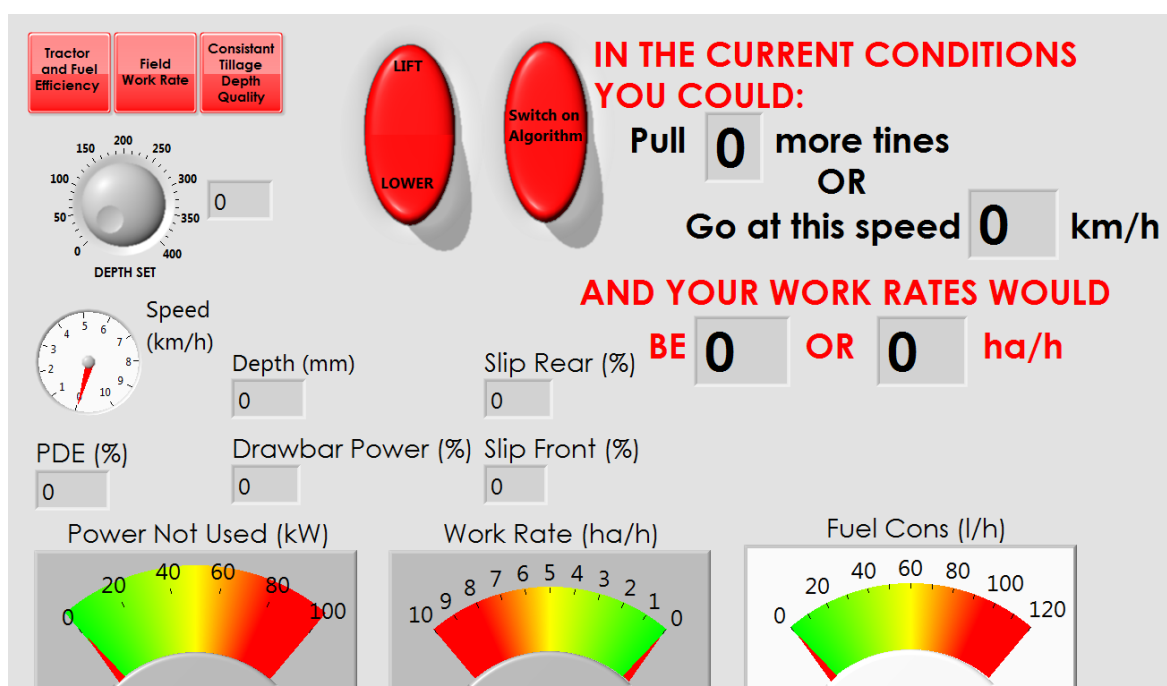 Tractor
and Fuel
Efficiency
Field
Work Rate
Consistant
Tillage
Depth
Quality
LIFT
LOWER
Switch on
Algorithm
IN THE CURRENT CONDITIONS
YOU COULD:
Pull 0 more tines
OR
Go at this speed 0 km/h
AND YOUR WORK RATES WOULD
BE 0 OR 0 ha/h
0 50 100 150 200 250 300 350 400
0
DEPTH SET
Speed
(km/h)
0 1 2 3 4 5 6 7 8 9 10
Depth (mm)
0
Slip Rear (%)
0
PDE (%)
0
Drawbar Power (%)
0
Slip Front (%)
0
Power Not Used (kW)
0 20 40 60 80 100
Work Rate (ha/h)
10 9 8 7 6 5 4 3 2 1 0
Fuel Cons (l/h)
0 20 40 60 80 100 120